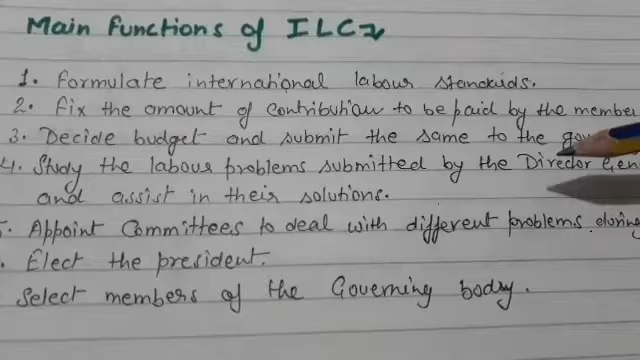 Main functions of ILC
1. Formulate international labour standards.
2. Fix the amount of contribution to be paid by the member
3. Decide budget and submit the same to the gov
4. Study the labour problems submitted by the Director Gen
and assist in their solutions.
Appoint Committees to deal with different problems during
Elect the president.
Select members of the Governing body.